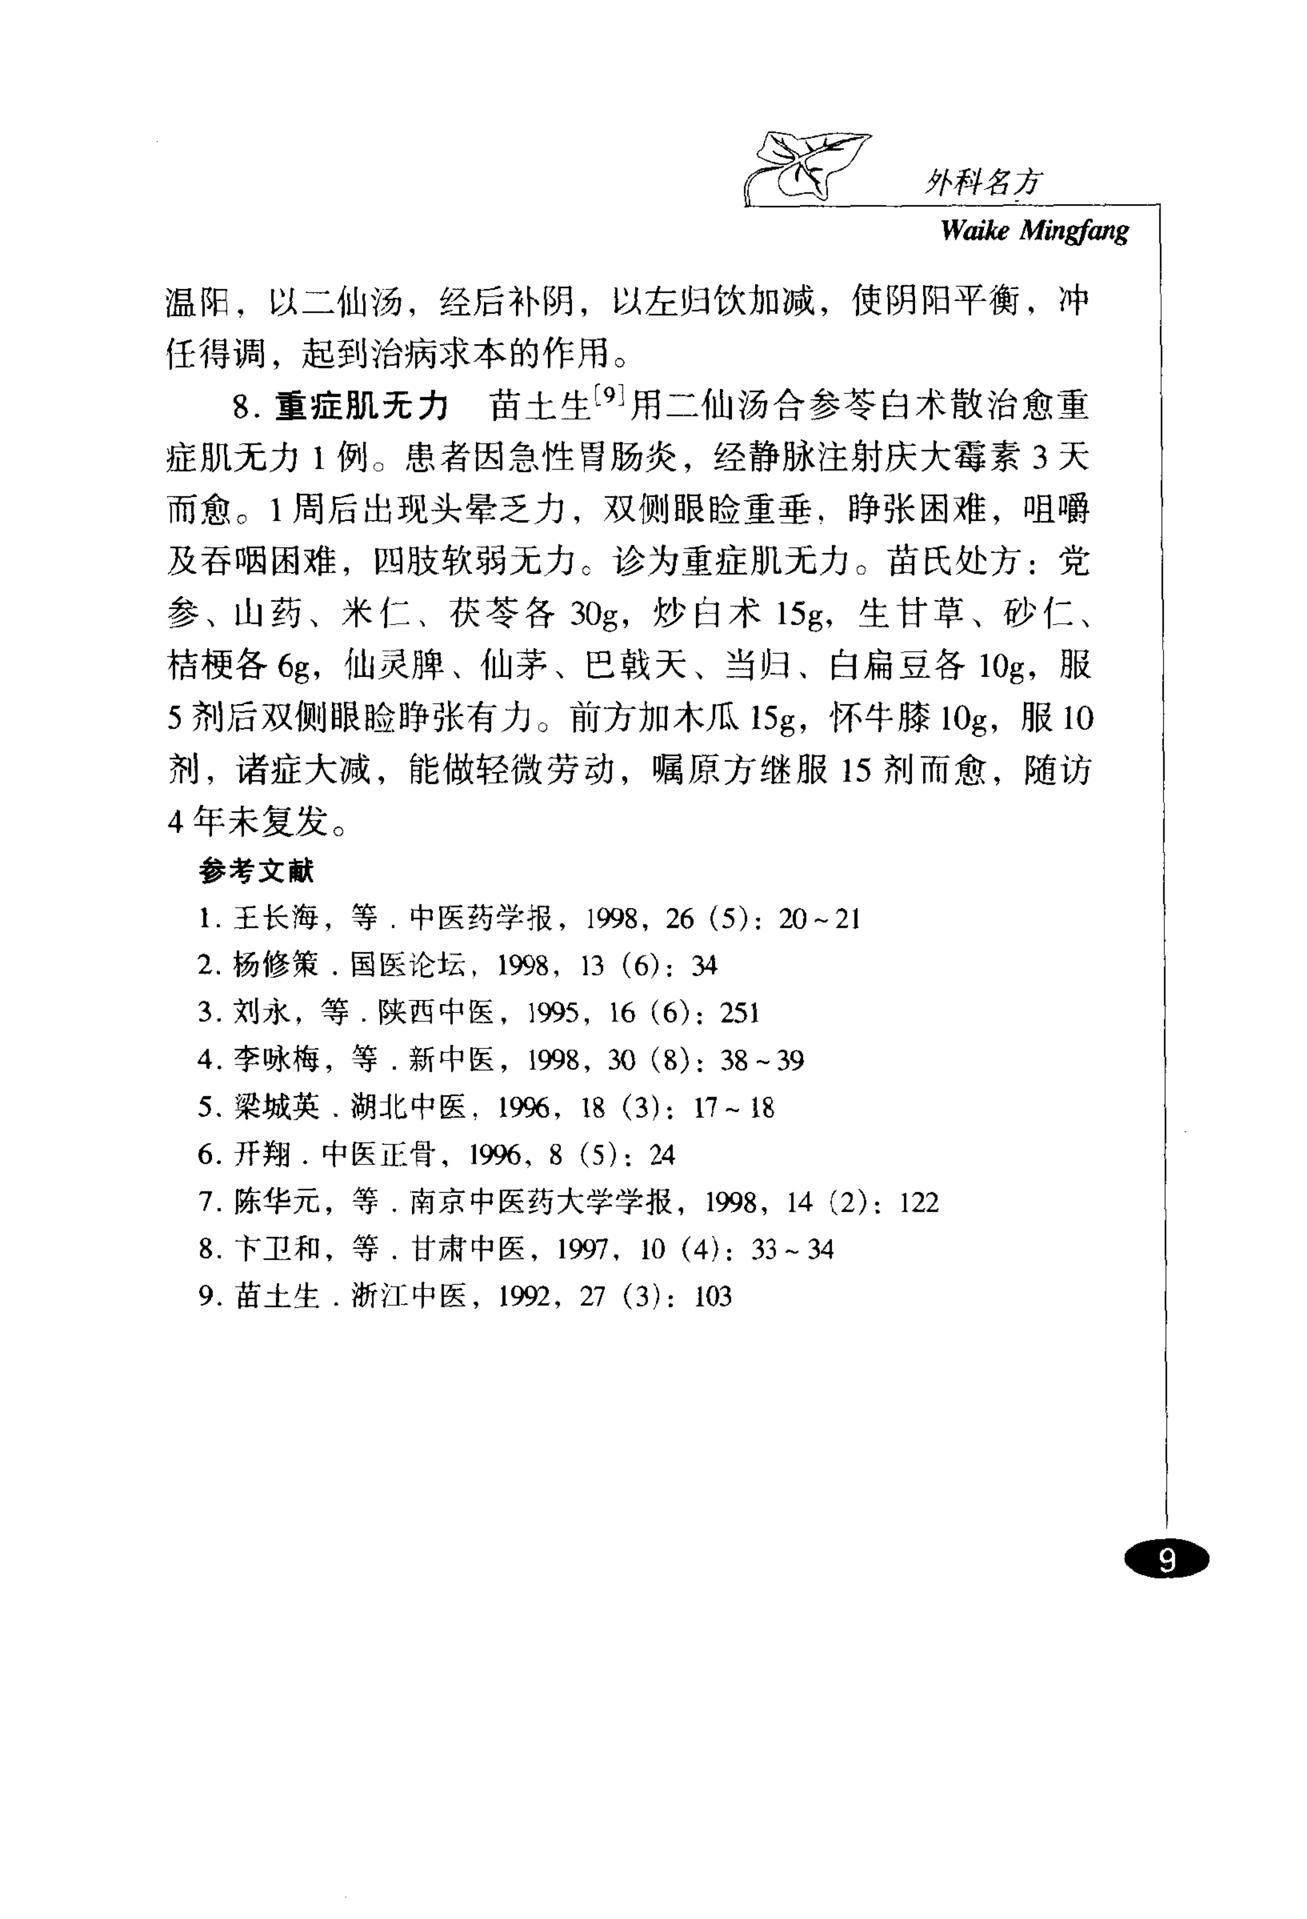 外科名方
Waike Mingfang
温阳，以二仙汤，经后补阴，以左归饮加减，使阴阳平衡，冲
任得调，起到治病求本的作用。
8. 重症肌无力　苗土生[9]用二仙汤合参苓白术散治愈重
症肌无力 1 例。患者因急性胃肠炎，经静脉注射庆大霉素 3 天
而愈。1 周后出现头晕乏力，双侧眼睑重垂，睁张困难，咀嚼
及吞咽困难，四肢软弱无力。诊为重症肌无力。苗氏处方：党
参、山药、米仁、茯苓各 30g，炒白术 15g，生甘草、砂仁、
桔梗各 6g，仙灵脾、仙茅、巴戟天、当归、白扁豆各 10g，服
5 剂后双侧眼睑睁张有力。前方加木瓜 15g，怀牛膝 10g，服 10
剂，诸症大减，能做轻微劳动，嘱原方继服 15 剂而愈，随访
4 年未复发。
参考文献
1. 王长海，等．中医药学报，1998，26（5）：20～21
2. 杨修策．国医论坛，1998，13（6）：34
3. 刘永，等．陕西中医，1995，16（6）：251
4. 李咏梅，等．新中医，1998，30（8）：38～39
5. 梁城英．湖北中医，1996，18（3）：17～18
6. 开翔．中医正骨，1996，8（5）：24
7. 陈华元，等．南京中医药大学学报，1998，14（2）：122
8. 卞卫和，等．甘肃中医，1997，10（4）：33～34
9. 苗土生．浙江中医，1992，27（3）：103
9